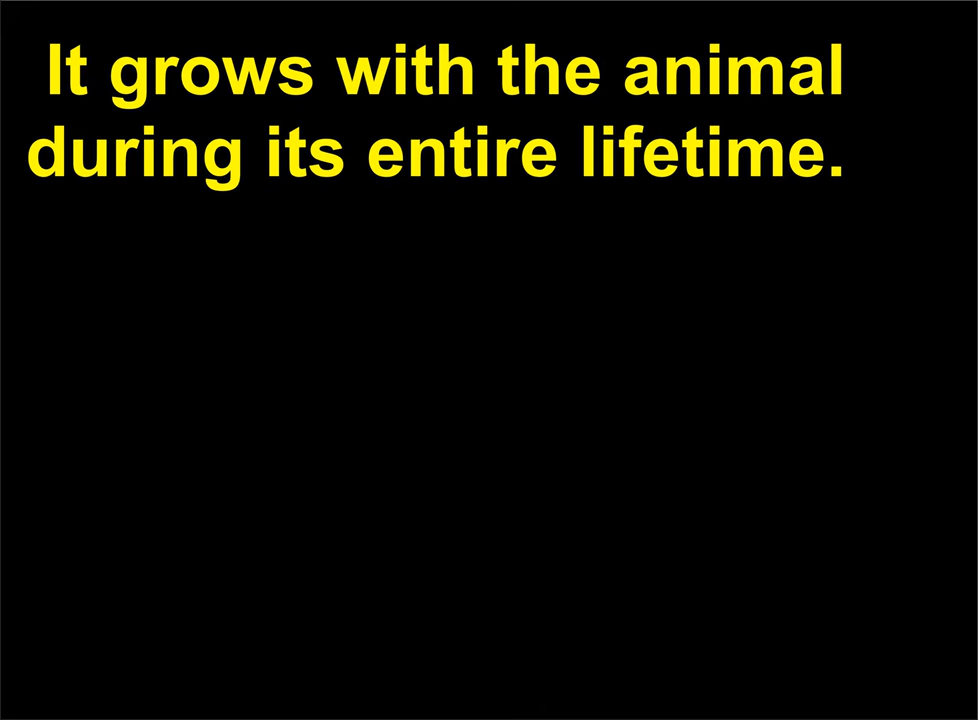 It grows with the animal
during its entire lifetime.